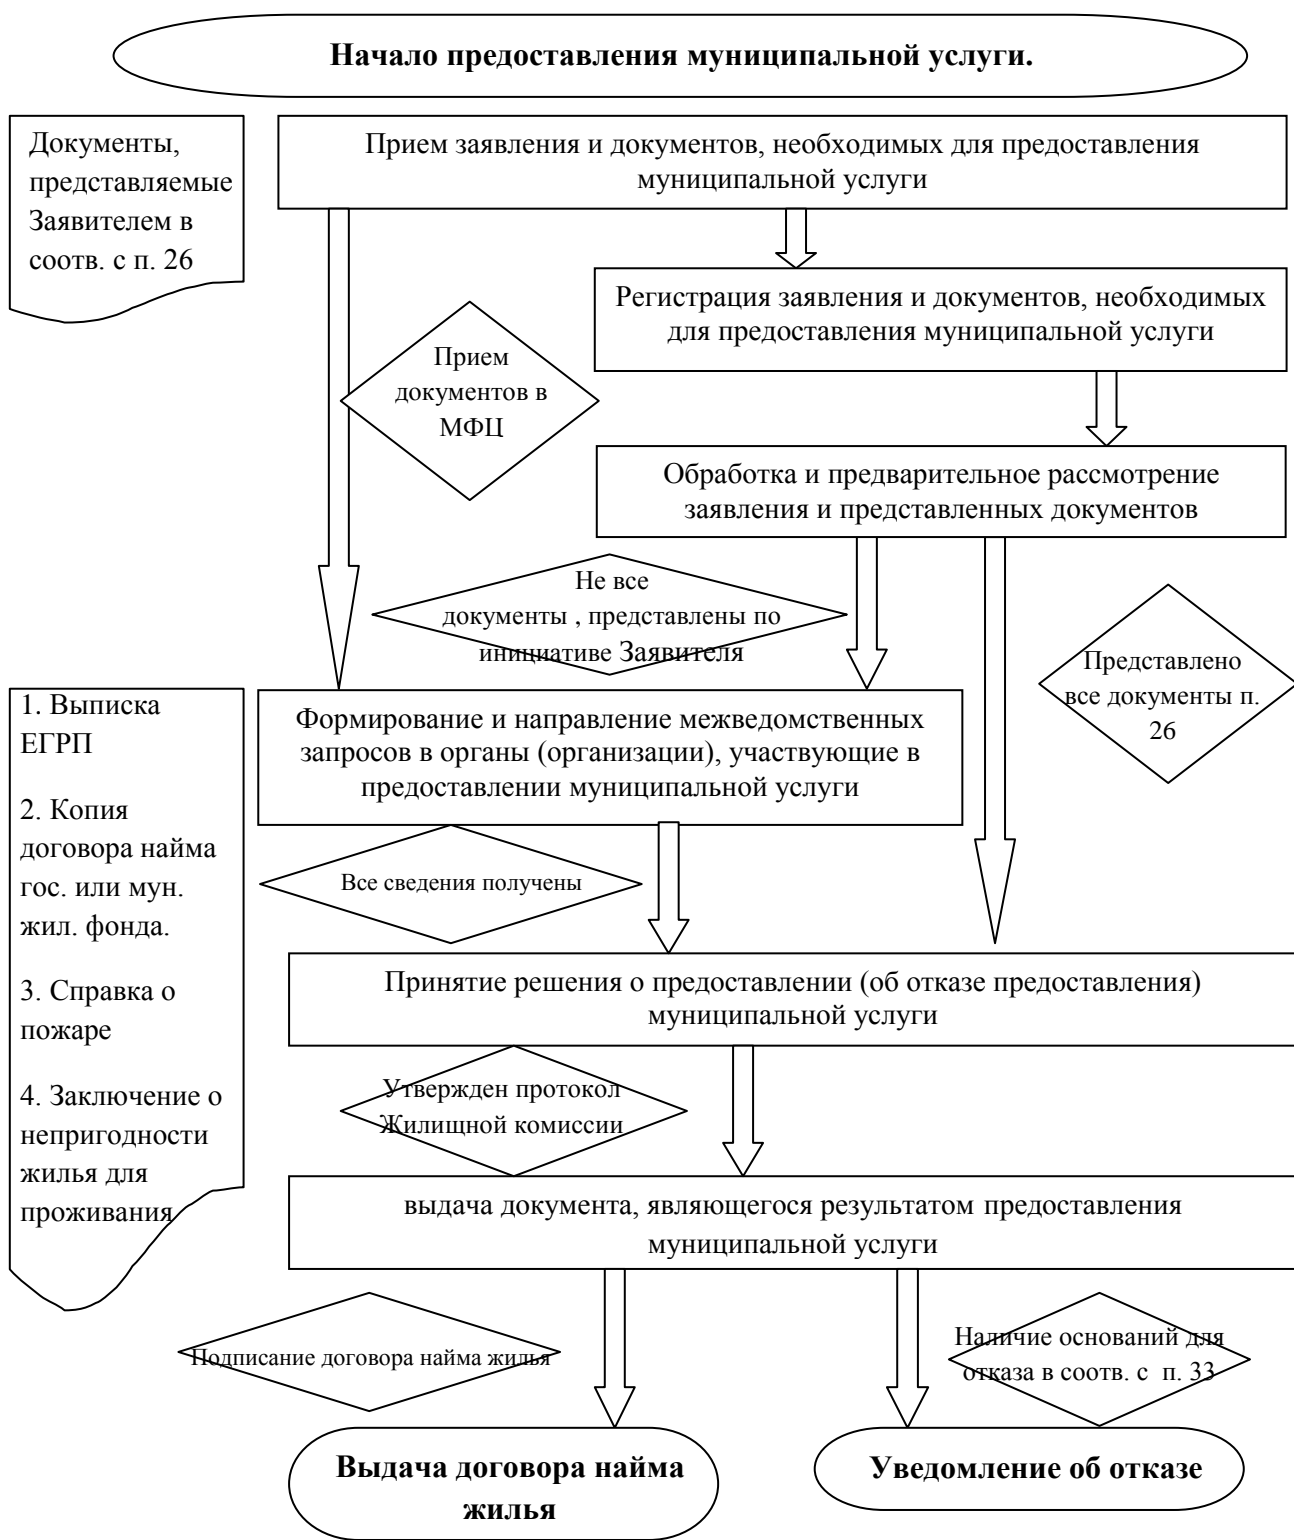 Начало предоставления муниципальной услуги.
Документы,
представляемые
Заявителем в
соотв. с п. 26
Прием заявления и документов, необходимых для предоставления
муниципальной услуги
Регистрация заявления и документов, необходимых
для предоставления муниципальной услуги
Прием
документов в
МФЦ
Обработка и предварительное рассмотрение
заявления и представленных документов
Не все
документы , представлены по
инициативе Заявителя
Представлено
все документы п.
26
1. Выписка
ЕГРП
2. Копия
договора найма
гос. или мун.
жил. фонда.
3. Справка о
пожаре
4. Заключение о
непригодности
жилья для
проживания
Формирование и направление межведомственных
запросов в органы (организации), участвующие в
предоставлении муниципальной услуги
Все сведения получены
Принятие решения о предоставлении (об отказе предоставления)
муниципальной услуги
Утвержден протокол
Жилищной комиссии
выдача документа, являющегося результатом предоставления
муниципальной услуги
Подписание договора найма жилья
Наличие оснований для
отказа в соотв. с п. 33
Выдача договора найма
жилья
Уведомление об отказе